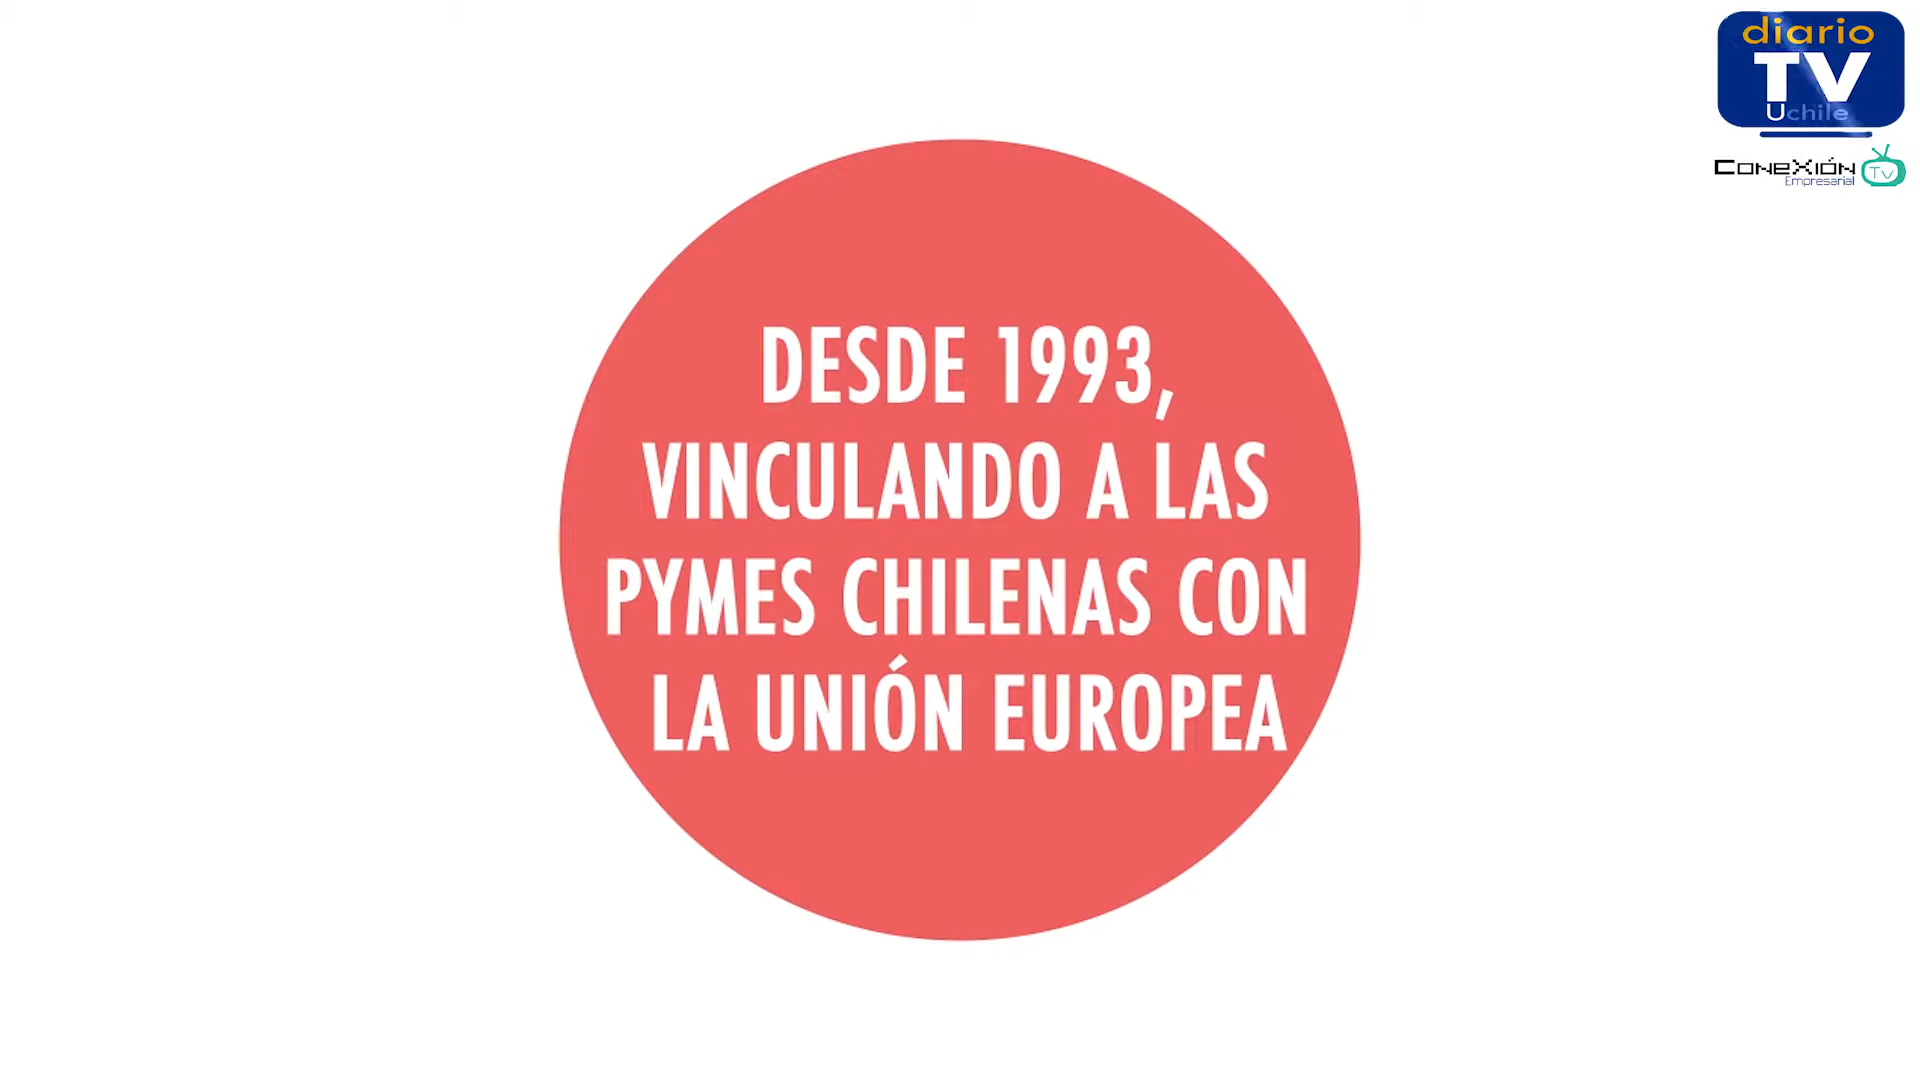 diario
TV
Uchile
ConeXión
Empresarial
TV
DESDE 1993,
VINCULANDO A LAS
PYMES CHILENAS CON
LA UNIÓN EUROPEA